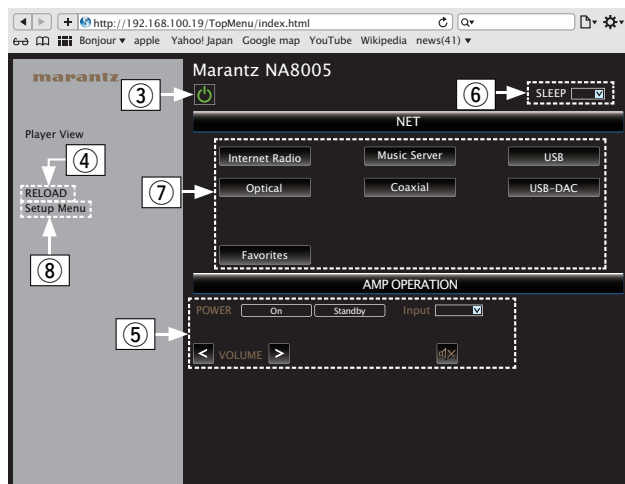 http://192.168.100.19/TopMenu/index.html
Bonjour ▼ apple Yahoo! Japan Google map YouTube Wikipedia news(41) ▼
marantz
Marantz NA8005
③
⑥
SLEEP
NET
Player View
④
Internet Radio Music Server USB
⑦
Optical Coaxial USB-DAC
RELOAD
Setup Menu
Favorites
⑧
AMP OPERATION
POWER On Standby Input
⑤
< VOLUME >